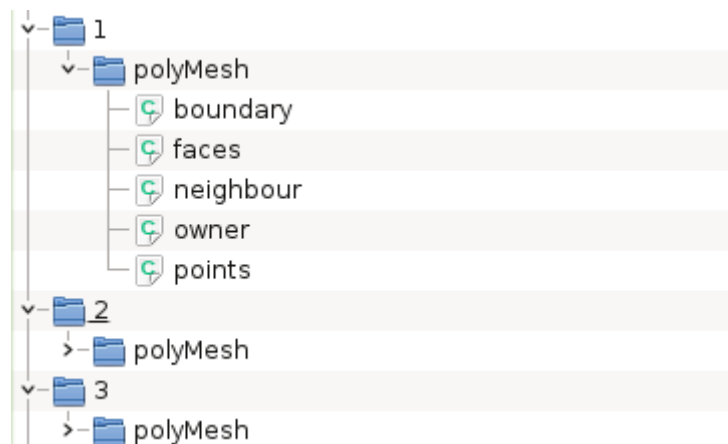 1
polyMesh
boundary
faces
neighbour
owner
points
2
polyMesh
3
polyMesh